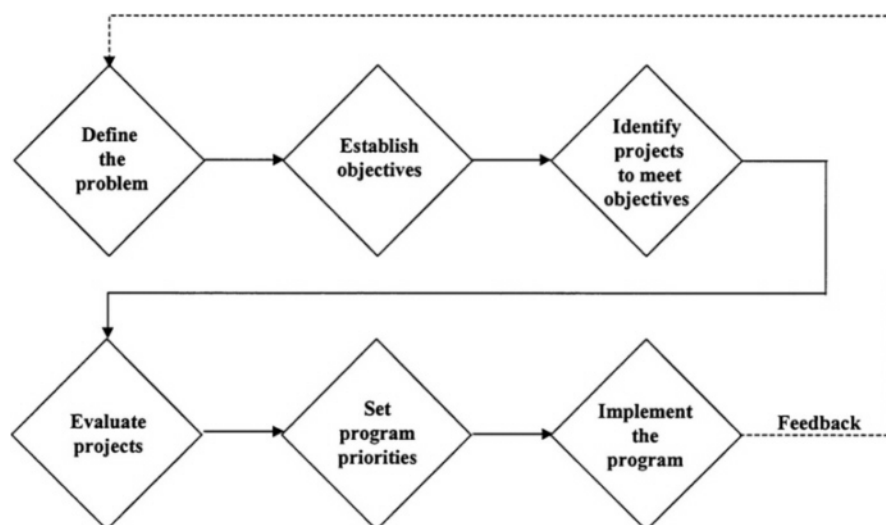 Define
the
problem
Establish
objectives
Identify
projects
to meet
objectives
Evaluate
projects
Set
program
priorities
Implement
the
program
Feedback